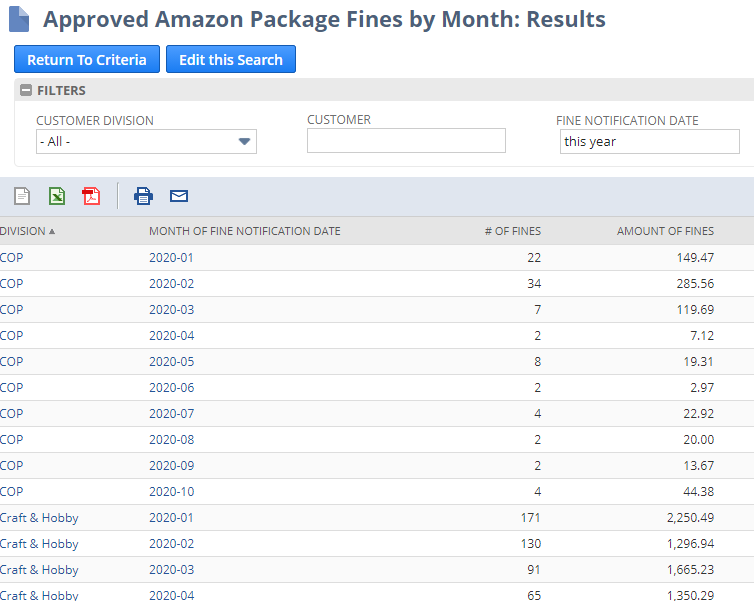 Approved Amazon Package Fines by Month: Results
Return To Criteria Edit this Search
FILTERS
CUSTOMER DIVISION CUSTOMER FINE NOTIFICATION DATE
- All - this year
DIVISION ▲ MONTH OF FINE NOTIFICATION DATE # OF FINES AMOUNT OF FINES
COP 2020-01 22 149.47
COP 2020-02 34 285.56
COP 2020-03 7 119.69
COP 2020-04 2 7.12
COP 2020-05 8 19.31
COP 2020-06 2 2.97
COP 2020-07 4 22.92
COP 2020-08 2 20.00
COP 2020-09 2 13.67
COP 2020-10 4 44.38
Craft & Hobby 2020-01 171 2,250.49
Craft & Hobby 2020-02 130 1,296.94
Craft & Hobby 2020-03 91 1,665.23
Craft & Hobby 2020-04 65 1,350.29